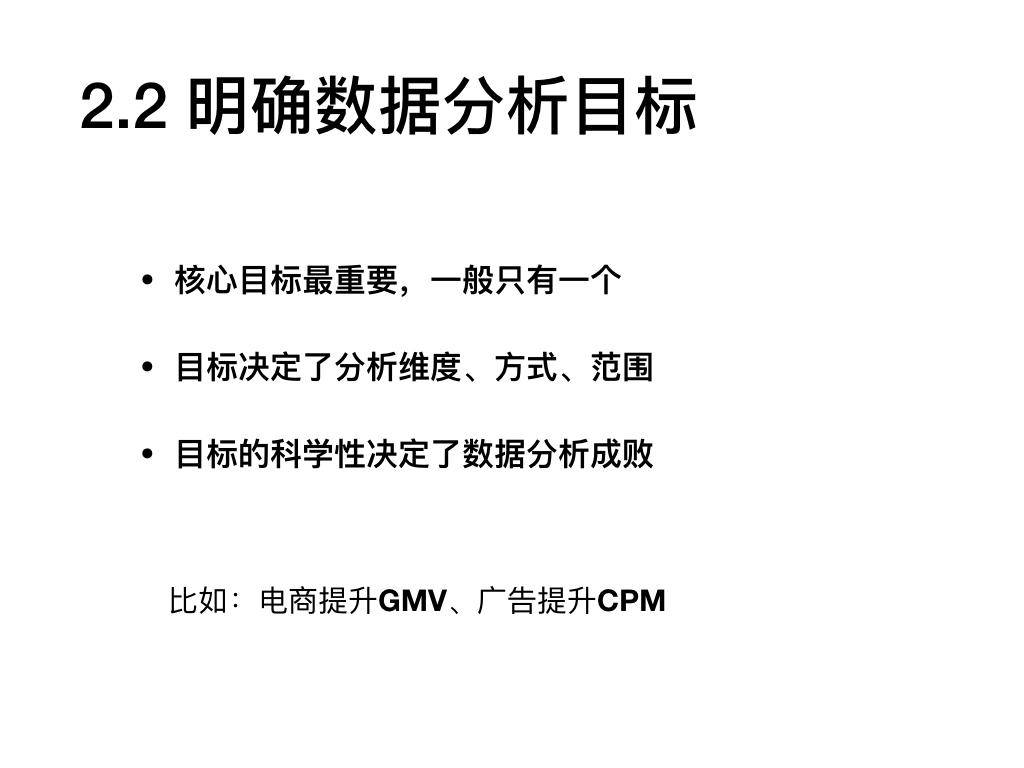 2.2 明确数据分析目标
• 核心目标最重要，一般只有一个
• 目标决定了分析维度、方式、范围
• 目标的科学性决定了数据分析成败
比如：电商提升GMV、广告提升CPM